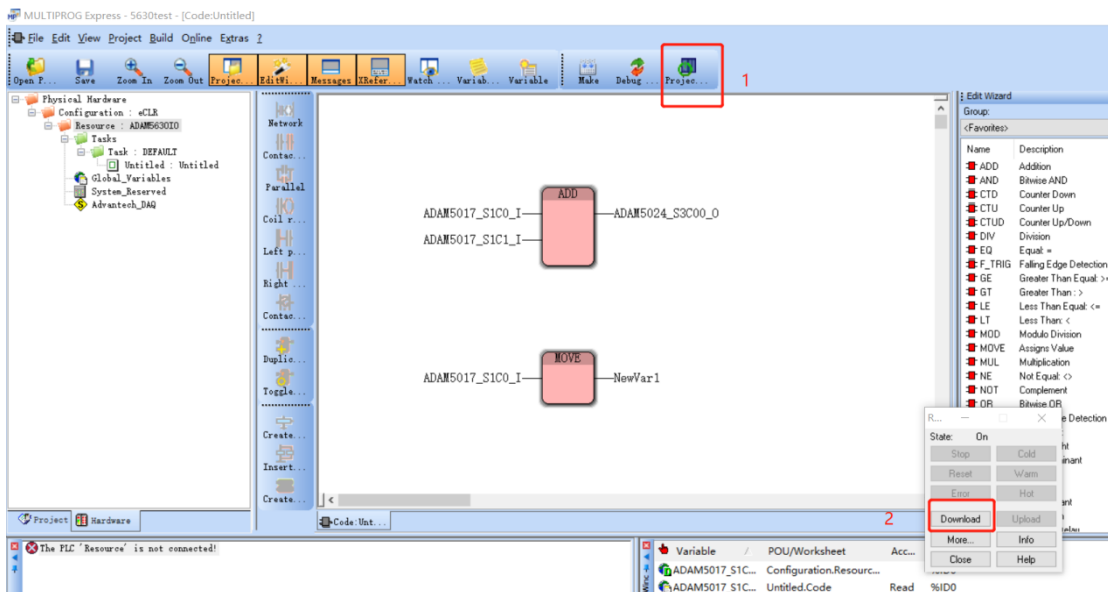 MULTIPROG Express - 5630test - [Code:Untitled]
File Edit View Project Build Online Extras ?
Open P... Save Zoom In Zoom Out Projec... EditWi... Messages XRefer... Watch ... Variab... Variable Make Debug ... Projec...
1
Physical Hardware
Configuration : eCLR
Resource : ADAM5630IO
Tasks
Task : DEFAULT
Untitled : Untitled
Global_Variables
System_Reserved
Advantech_DAQ
Project Hardware
Network
Contac...
Parallel
Coil r...
Left p...
Right ...
Contac...
Duplic...
Toggle...
Create...
Insert...
Create...
ADD
ADAM5017_S1C0_I
ADAM5024_S3C00_O
ADAM5017_S1C1_I
MOVE
ADAM5017_S1C0_I
NewVar1
Code:Unt...
Edit Wizard
Group:
<Favorites>
Name Description
ADD Addition
AND Bitwise AND
CTD Counter Down
CTU Counter Up
CTUD Counter Up/Down
DIV Division
EQ Equal: =
F_TRIG Falling Edge Detection
GE Greater Than Equal: >=
GT Greater Than : >
LE Less Than Equal: <=
LT Less Than: <
MOD Modulo Division
MOVE Assigns Value
MUL Multiplication
NE Not Equal: <>
NOT Complement
OR Bitwise OR
e Detection
R...
State: On
Stop Cold
Reset Warm
Error Hot
2
Download Upload
More... Info
Close Help
The PLC 'Resource' is not connected!
Variable / POU/Worksheet Acc...
ADAM5017_S1C... Configuration.Resourc...
ADAM5017_S1C... Untitled.Code Read %ID0